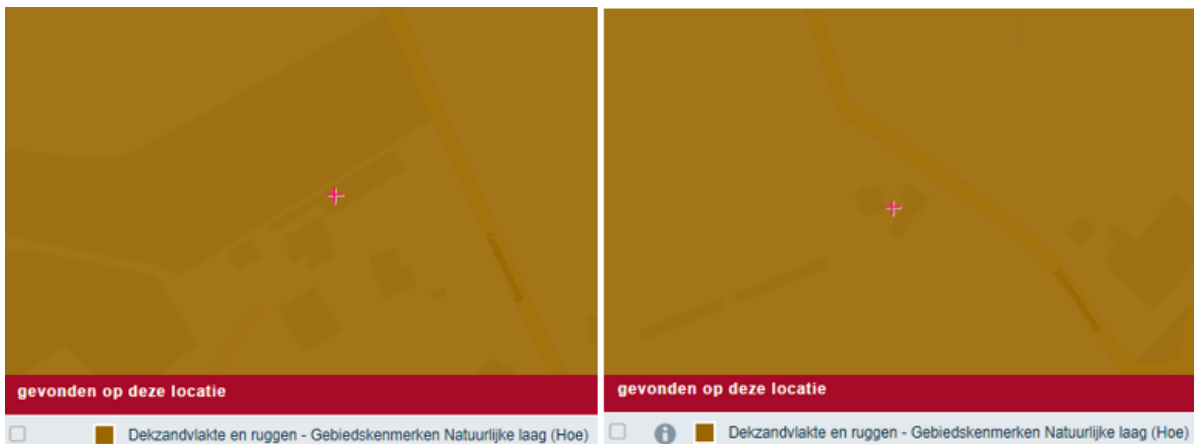 gevonden op deze locatie
Dekzandvlakte en ruggen - Gebiedskenmerken Natuurlijke laag (Hoe)
gevonden op deze locatie
Dekzandvlakte en ruggen - Gebiedskenmerken Natuurlijke laag (Hoe)